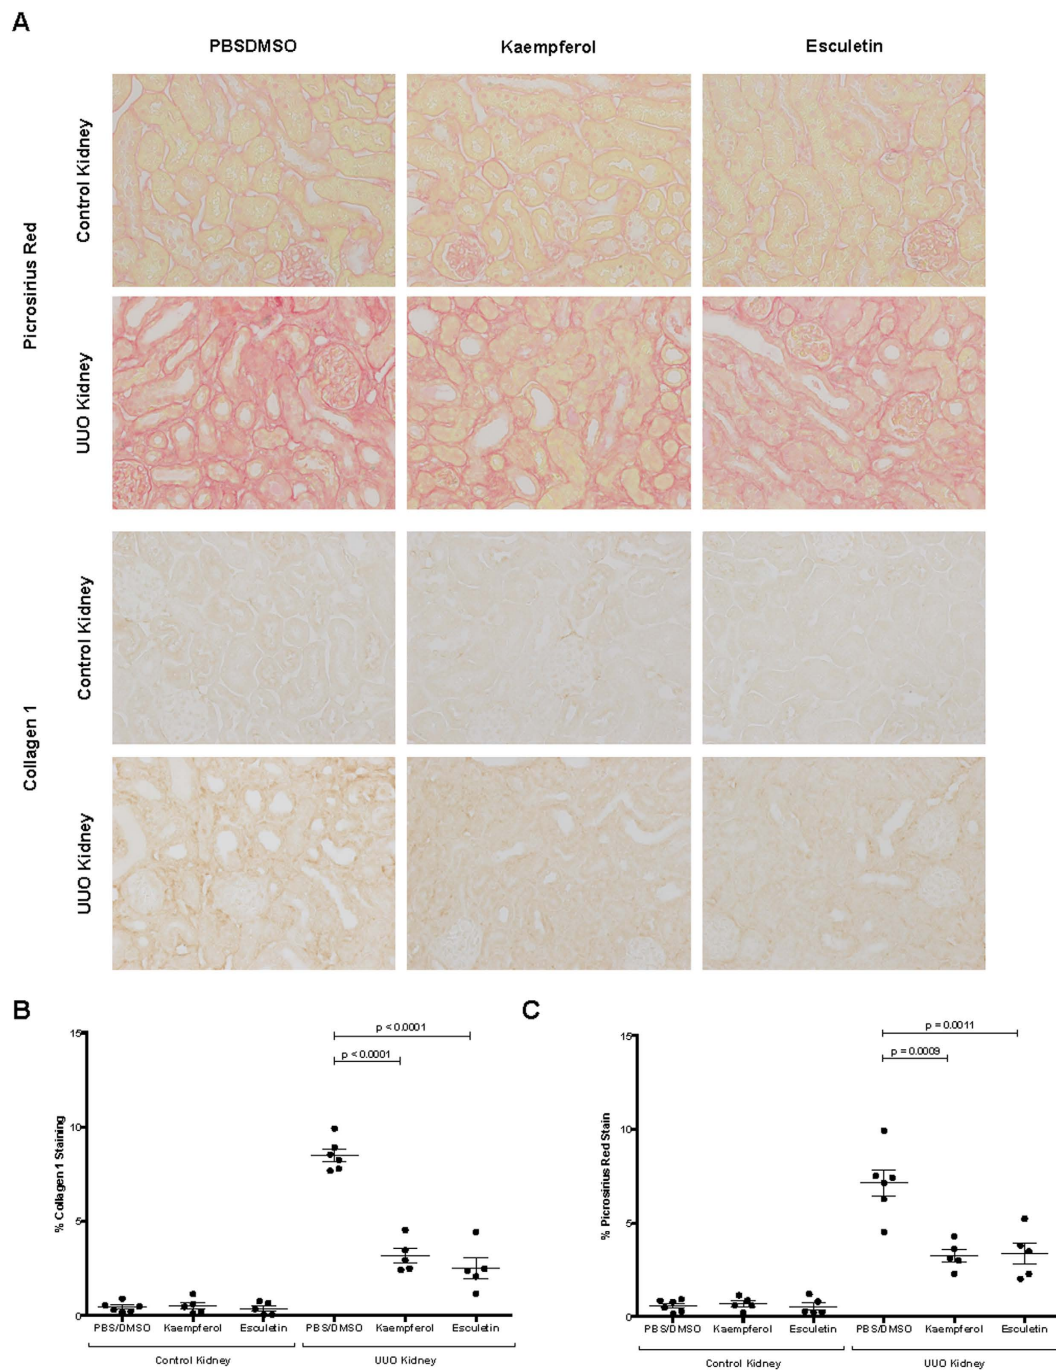 A
PBSDMSO Kaempferol Esculetin
Picrosirius Red
Control Kidney
UUO Kidney
Collagen 1
Control Kidney
UUO Kidney
B
% Collagen 1 Staining
15
10
5
0
p < 0.0001
p < 0.0001
PBS/DMSO Kaempferol Esculetin PBS/DMSO Kaempferol Esculetin
Control Kidney UUO Kidney
C
% Picrosirius Red Stain
15
10
5
0
p = 0.0011
p = 0.0009
PBS/DMSO Kaempferol Esculetin PBS/DMSO Kaempferol Esculetin
Control Kidney UUO Kidney